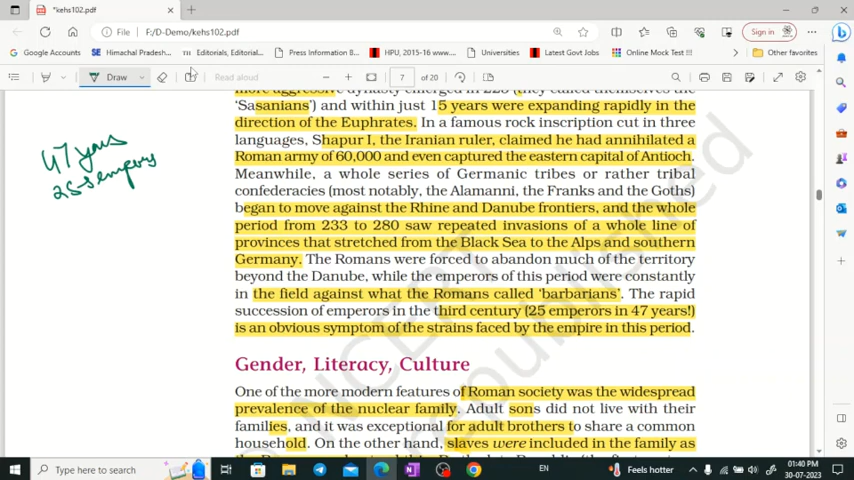 *kehs102.pdf
File F:/D-Demo/kehs102.pdf
Sign in
Google Accounts Himachal Pradesh... TH Editorials, Editorial... Press Information B... HPU, 2015-16 www.... Universities Latest Govt Jobs Online Mock Test !!! Other favorites
Draw Read aloud 7 of 20
more aggressive dynasty emerged in 225 (they called themselves the
'Sasanians') and within just 15 years were expanding rapidly in the
direction of the Euphrates. In a famous rock inscription cut in three
languages, Shapur I, the Iranian ruler, claimed he had annihilated a
Roman army of 60,000 and even captured the eastern capital of Antioch.
Meanwhile, a whole series of Germanic tribes or rather tribal
confederacies (most notably, the Alamanni, the Franks and the Goths)
began to move against the Rhine and Danube frontiers, and the whole
period from 233 to 280 saw repeated invasions of a whole line of
provinces that stretched from the Black Sea to the Alps and southern
Germany. The Romans were forced to abandon much of the territory
beyond the Danube, while the emperors of this period were constantly
in the field against what the Romans called 'barbarians'. The rapid
succession of emperors in the third century (25 emperors in 47 years!)
is an obvious symptom of the strains faced by the empire in this period.
47 years
Gender, Literacy, Culture
One of the more modern features of Roman society was the widespread
prevalence of the nuclear family. Adult sons did not live with their
families, and it was exceptional for adult brothers to share a common
household. On the other hand, slaves were included in the family as
Type here to search
EN
Feels hotter
01:40 PM
30-07-2023